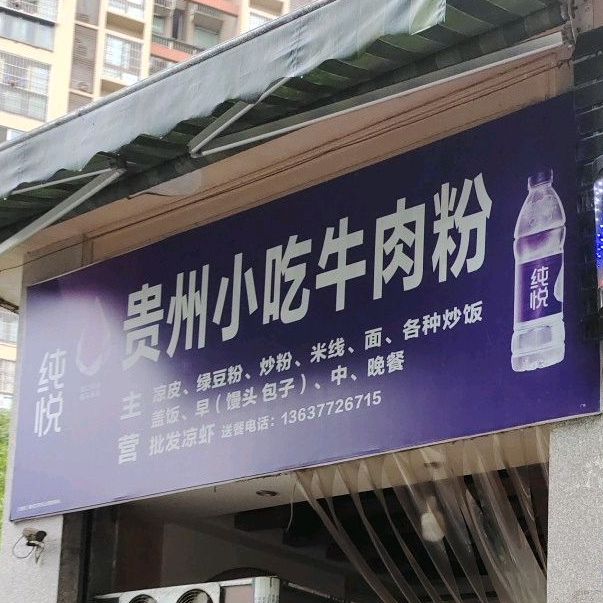 贵州小吃牛肉粉
纯悦
主营
凉皮、绿豆粉、炒粉、米线、面、各种炒饭
盖饭、早（馒头 包子）、中、晚餐
批发凉虾 送餐电话：13637726715
纯悦